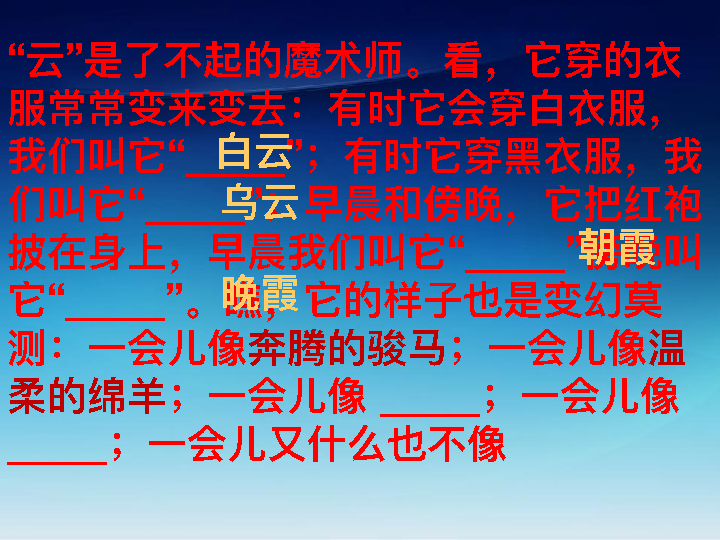 “云”是了不起的魔术师。看，它穿的衣
服常常变来变去：有时它会穿白衣服，
我们叫它“白云”；有时它穿黑衣服，我
们叫它“乌云 早晨和傍晚，它把红袍
披在身上，早晨我们叫它“_____”朝霞 叫
它“_____”。晚霞 ，它的样子也是变幻莫
测：一会儿像奔腾的骏马；一会儿像温
柔的绵羊；一会儿像 _____；一会儿像
_____；一会儿又什么也不像